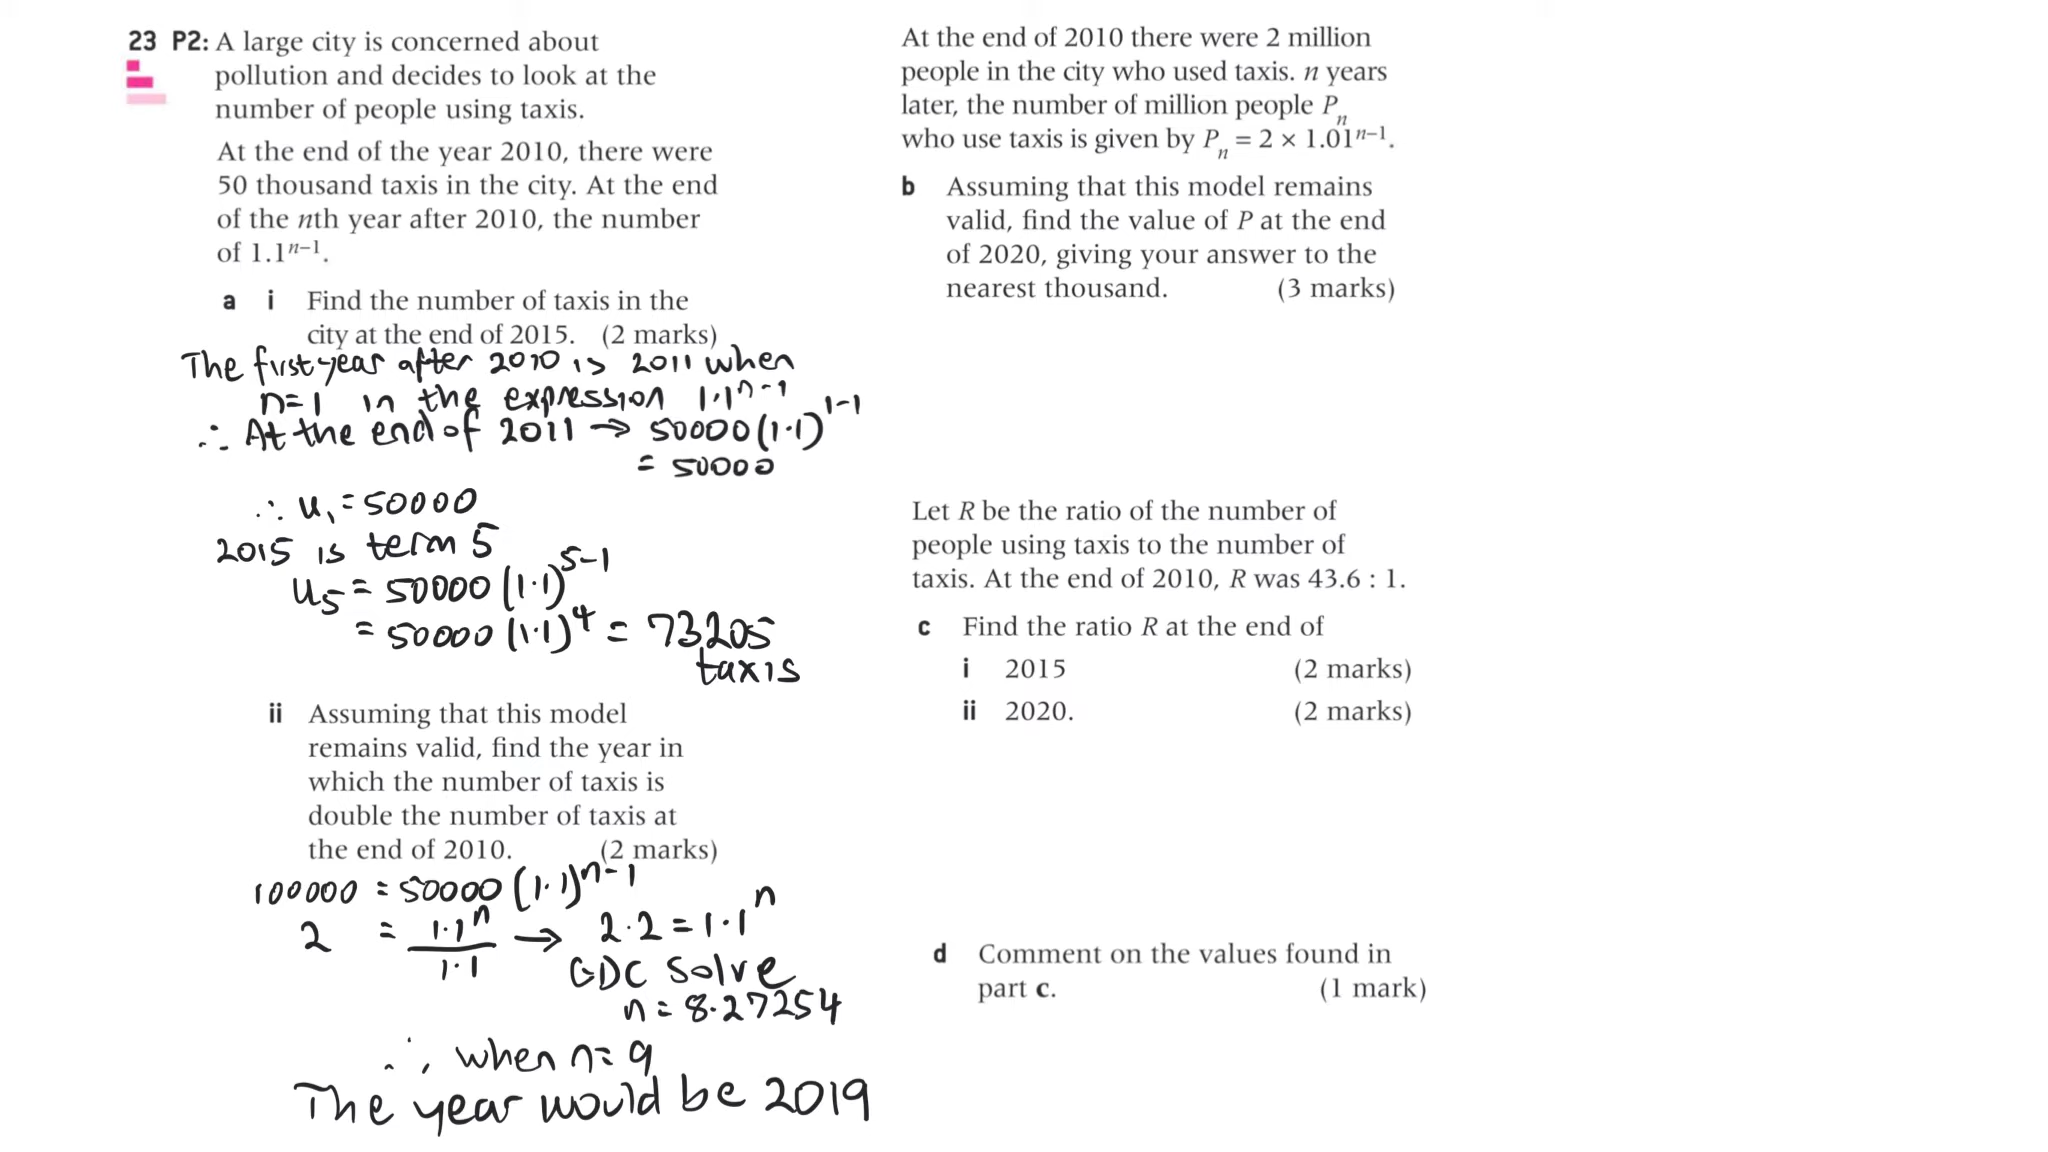 23 P2: A large city is concerned about
pollution and decides to look at the
number of people using taxis.
At the end of the year 2010, there were
50 thousand taxis in the city. At the end
of the nth year after 2010, the number
of 1.1ⁿ⁻¹.
a i Find the number of taxis in the
city at the end of 2015. (2 marks)
The first year after 2010 is 2011 when
n=1 in the expression 1.1ⁿ⁻¹
∴ At the end of 2011 → 50000(1.1)¹⁻¹
= 50000
∴ u₁ = 50000
2015 is term 5
u₅ = 50000(1.1)⁵⁻¹
= 50000(1.1)⁴ = 73205
taxis
ii Assuming that this model
remains valid, find the year in
which the number of taxis is
double the number of taxis at
the end of 2010. (2 marks)
100000 = 50000(1.1)ⁿ⁻¹
2 = 1.1ⁿ/1.1 → 2.2 = 1.1ⁿ
GDC solve
n = 8.27254
∴ when n= 9
The year would be 2019
At the end of 2010 there were 2 million
people in the city who used taxis. n years
later, the number of million people Pₙ
who use taxis is given by Pₙ = 2 × 1.01ⁿ⁻¹.
b Assuming that this model remains
valid, find the value of P at the end
of 2020, giving your answer to the
nearest thousand. (3 marks)
Let R be the ratio of the number of
people using taxis to the number of
taxis. At the end of 2010, R was 43.6 : 1.
c Find the ratio R at the end of
i 2015 (2 marks)
ii 2020. (2 marks)
d Comment on the values found in
part c. (1 mark)